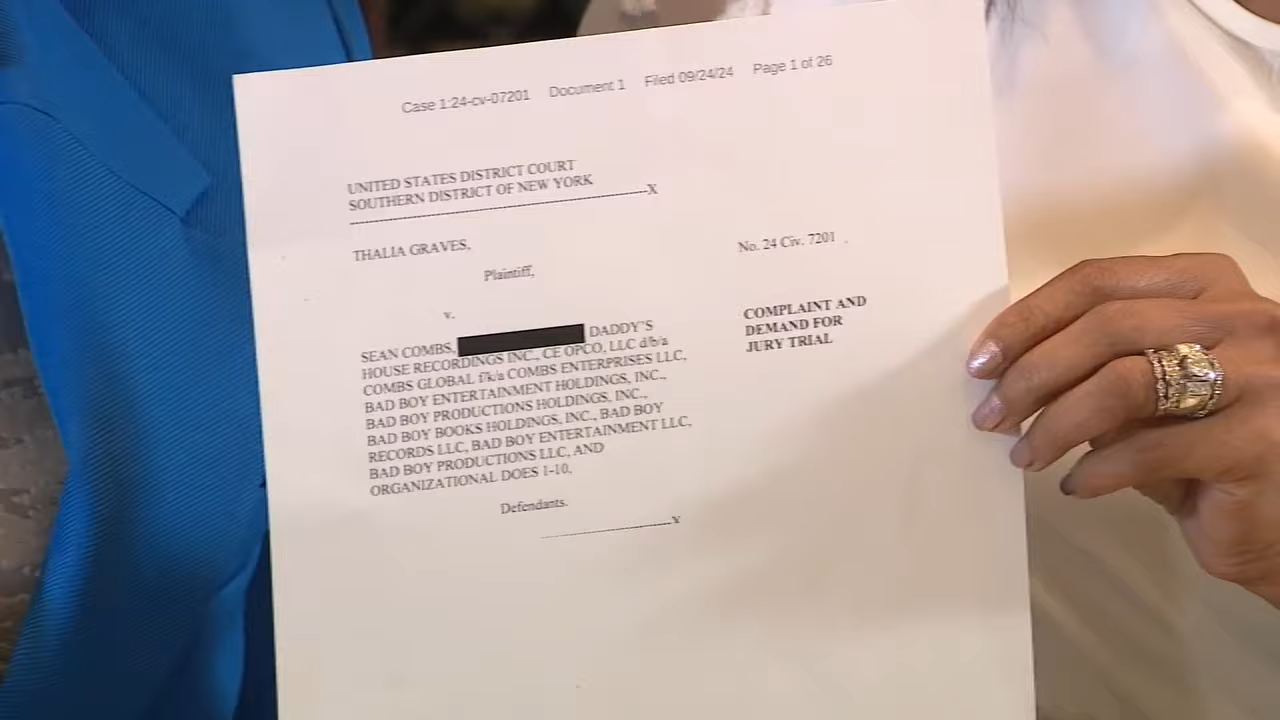 Case 1:24-cv-07201 Document 1 Filed 09/24/24 Page 1 of 26
UNITED STATES DISTRICT COURT
SOUTHERN DISTRICT OF NEW YORK
-----------------------------------------------------------X
THALIA GRAVES,
Plaintiff,
v.
SEAN COMBS, DADDY'S
HOUSE RECORDINGS INC., CE OPCO, LLC d/b/a
COMBS GLOBAL f/k/a COMBS ENTERPRISES LLC,
BAD BOY ENTERTAINMENT HOLDINGS, INC.,
BAD BOY PRODUCTIONS HOLDINGS, INC.,
BAD BOY BOOKS HOLDINGS, INC., BAD BOY
RECORDS LLC, BAD BOY ENTERTAINMENT LLC,
BAD BOY PRODUCTIONS LLC, AND
ORGANIZATIONAL DOES 1-10.
Defendants.
--------------------------X
No. 24 Civ. 7201
COMPLAINT AND
DEMAND FOR
JURY TRIAL